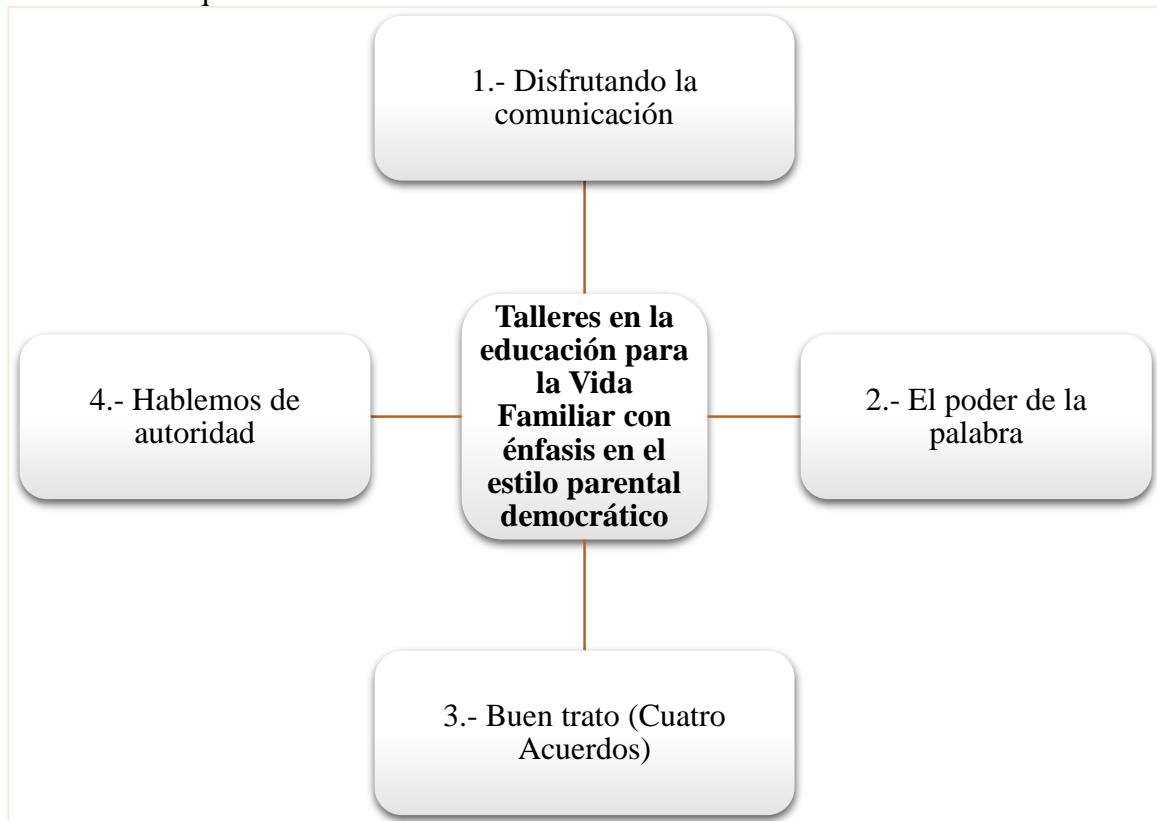 1.- Disfrutando la
comunicación
Talleres en la
educación para
la Vida
Familiar con
énfasis en el
estilo parental
democrático
4.- Hablemos de
autoridad
2.- El poder de la
palabra
3.- Buen trato (Cuatro
Acuerdos)